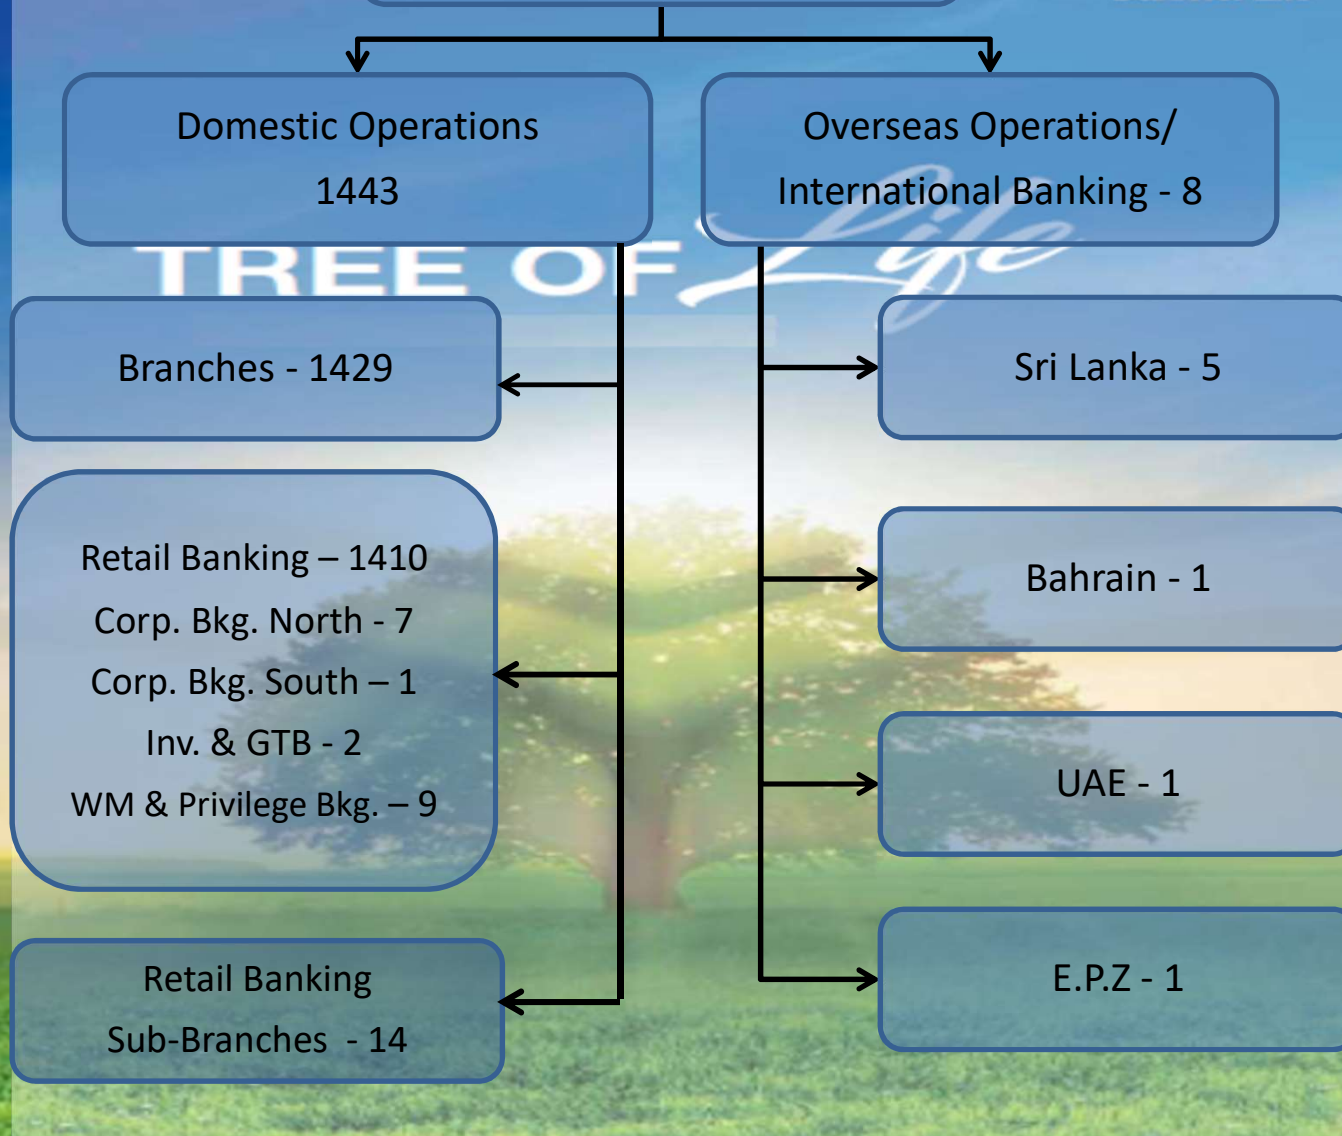 Domestic Operations
1443
Overseas Operations/
International Banking - 8
TREE OF Life
Branches - 1429
Retail Banking – 1410
Corp. Bkg. North - 7
Corp. Bkg. South – 1
Inv. & GTB - 2
WM & Privilege Bkg. – 9
Retail Banking
Sub-Branches - 14
Sri Lanka - 5
Bahrain - 1
UAE - 1
E.P.Z - 1